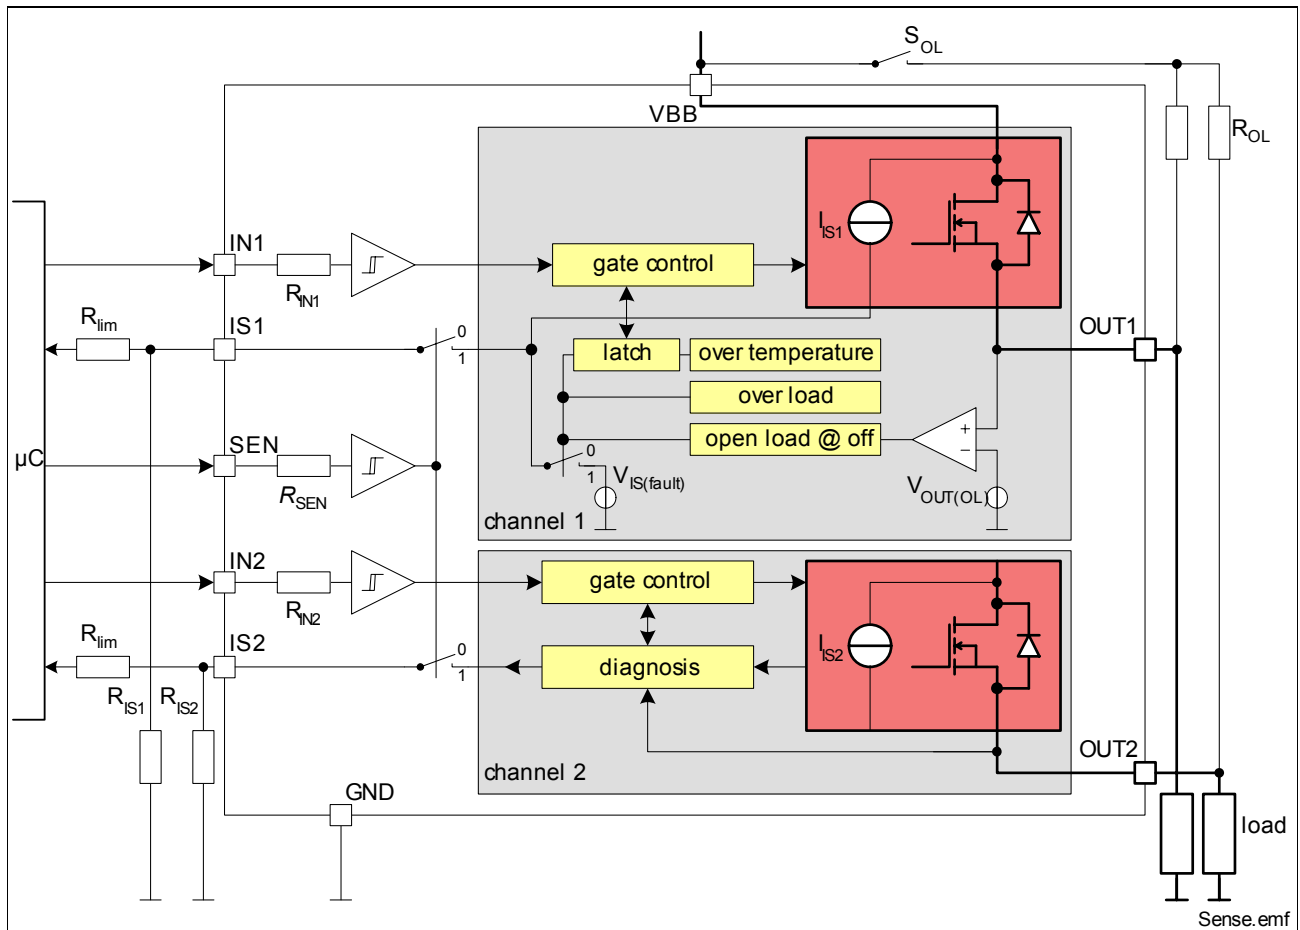 S_OL
VBB
R_OL
I_IS1
IN1
gate control
R_IN1
R_lim
IS1
0
1
OUT1
latch
over temperature
over load
SEN
open load @ off
+
−
µC
0
1
R_SEN
V_IS(fault)
V_OUT(OL)
channel 1
IN2
gate control
R_IN2
R_lim
IS2
0
1
diagnosis
I_IS2
R_IS1
R_IS2
OUT2
channel 2
GND
load
Sense.emf